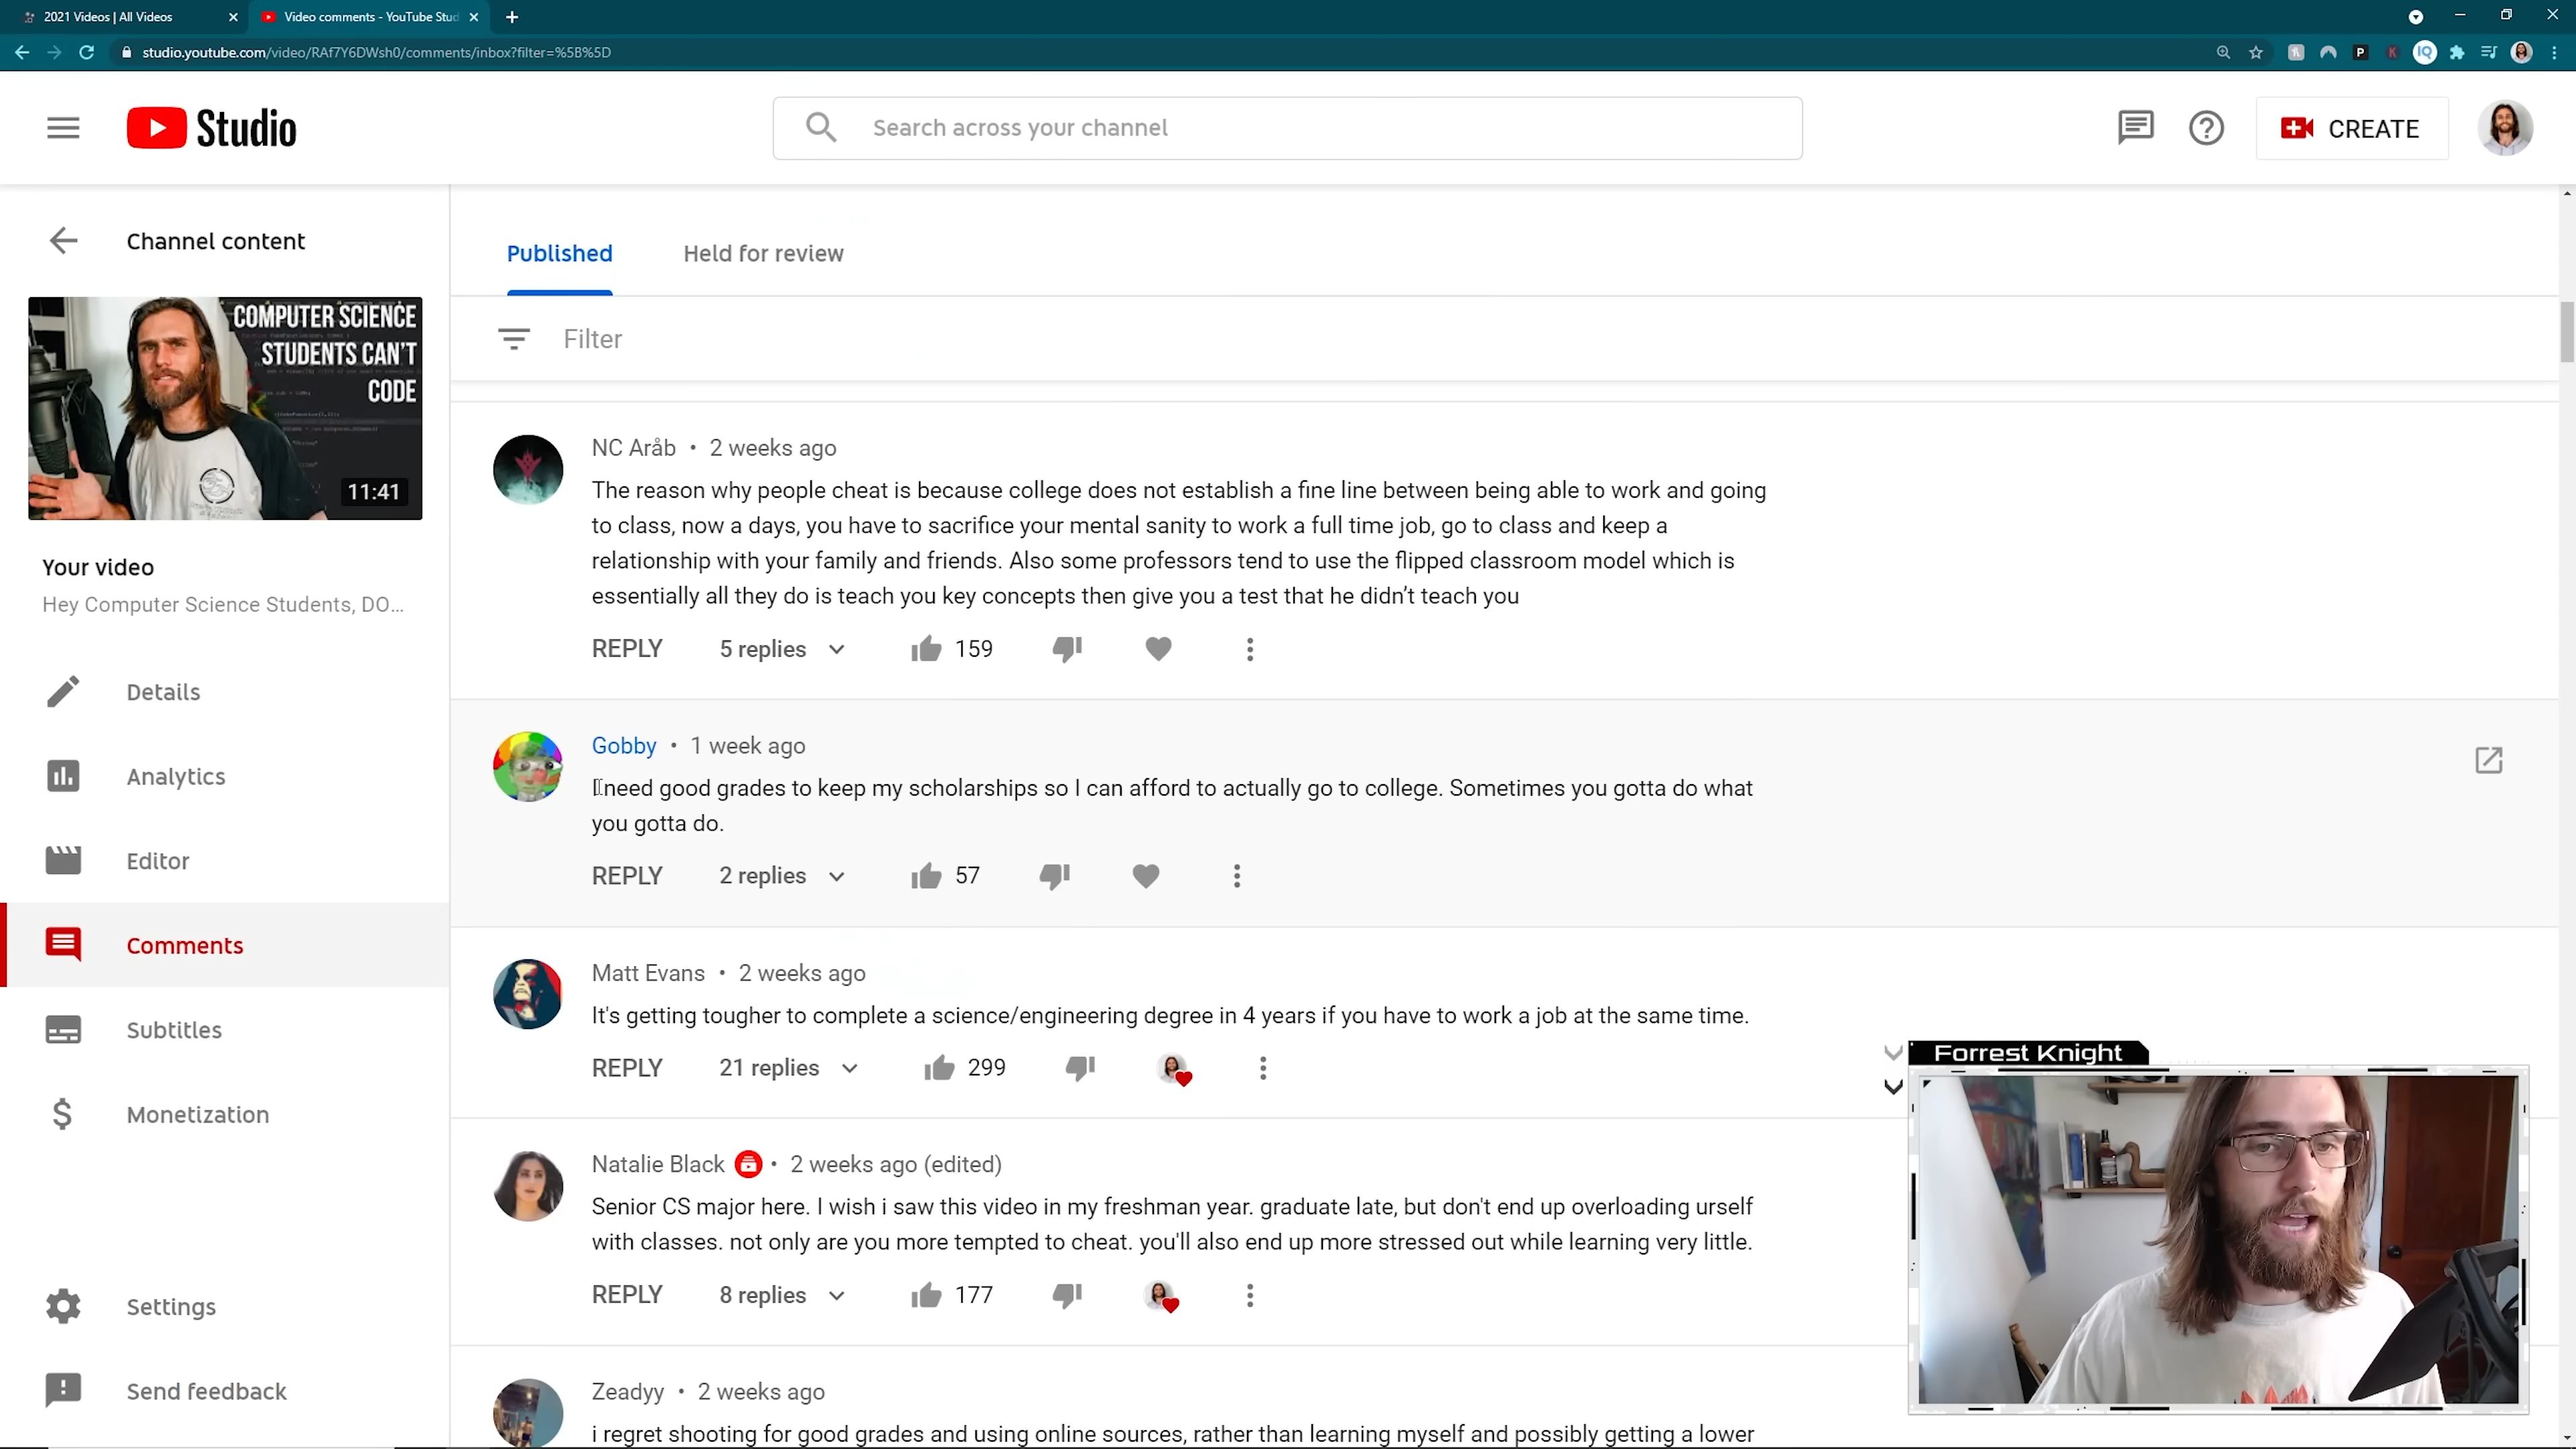 2021 Videos | All Videos
Video comments - YouTube Stud
studio.youtube.com/video/RAf7Y6DWsh0/comments/inbox?filter=%5B%5D
Studio
Search across your channel
CREATE
Channel content
COMPUTER SCIENCE
STUDENTS CAN'T
CODE
11:41
Your video
Hey Computer Science Students, DO...
Details
Analytics
Editor
Comments
Subtitles
Monetization
Settings
Send feedback
Published
Held for review
Filter
NC Aråb • 2 weeks ago
The reason why people cheat is because college does not establish a fine line between being able to work and going
to class, now a days, you have to sacrifice your mental sanity to work a full time job, go to class and keep a
relationship with your family and friends. Also some professors tend to use the flipped classroom model which is
essentially all they do is teach you key concepts then give you a test that he didn't teach you
REPLY 5 replies 159
Gobby • 1 week ago
I need good grades to keep my scholarships so I can afford to actually go to college. Sometimes you gotta do what
you gotta do.
REPLY 2 replies 57
Matt Evans • 2 weeks ago
It's getting tougher to complete a science/engineering degree in 4 years if you have to work a job at the same time.
REPLY 21 replies 299
Natalie Black • 2 weeks ago (edited)
Senior CS major here. I wish i saw this video in my freshman year. graduate late, but don't end up overloading urself
with classes. not only are you more tempted to cheat. you'll also end up more stressed out while learning very little.
REPLY 8 replies 177
Zeadyy • 2 weeks ago
i regret shooting for good grades and using online sources, rather than learning myself and possibly getting a lower
Forrest Knight